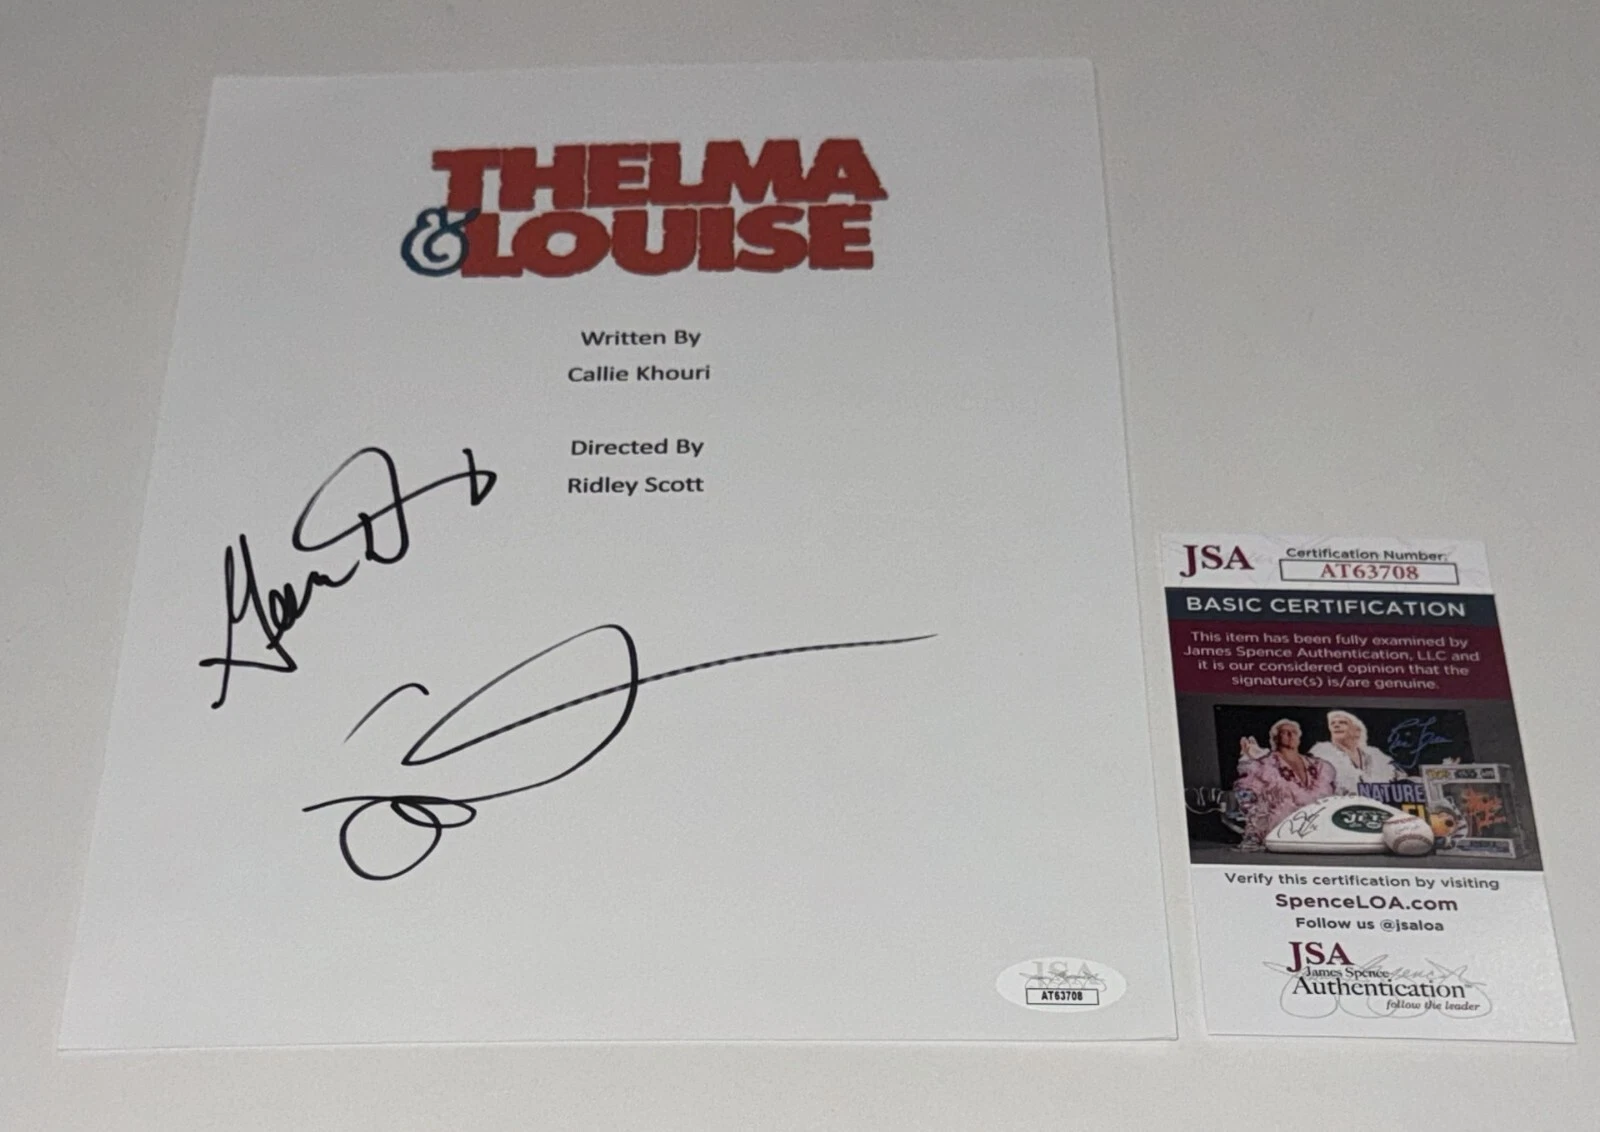 THELMA
& LOUISE
Written By
Callie Khouri
Directed By
Ridley Scott
JSA
AT63708
JSA
Certification Number:
AT63708
BASIC CERTIFICATION
This item has been fully examined by
James Spence Authentication, LLC and
it is our considered opinion that the
signature(s) is/are genuine.
NATURE
JETS
Verify this certification by visiting
SpenceLOA.com
Follow us @jsaloa
JSA
James Spence
Authentication
follow the leader